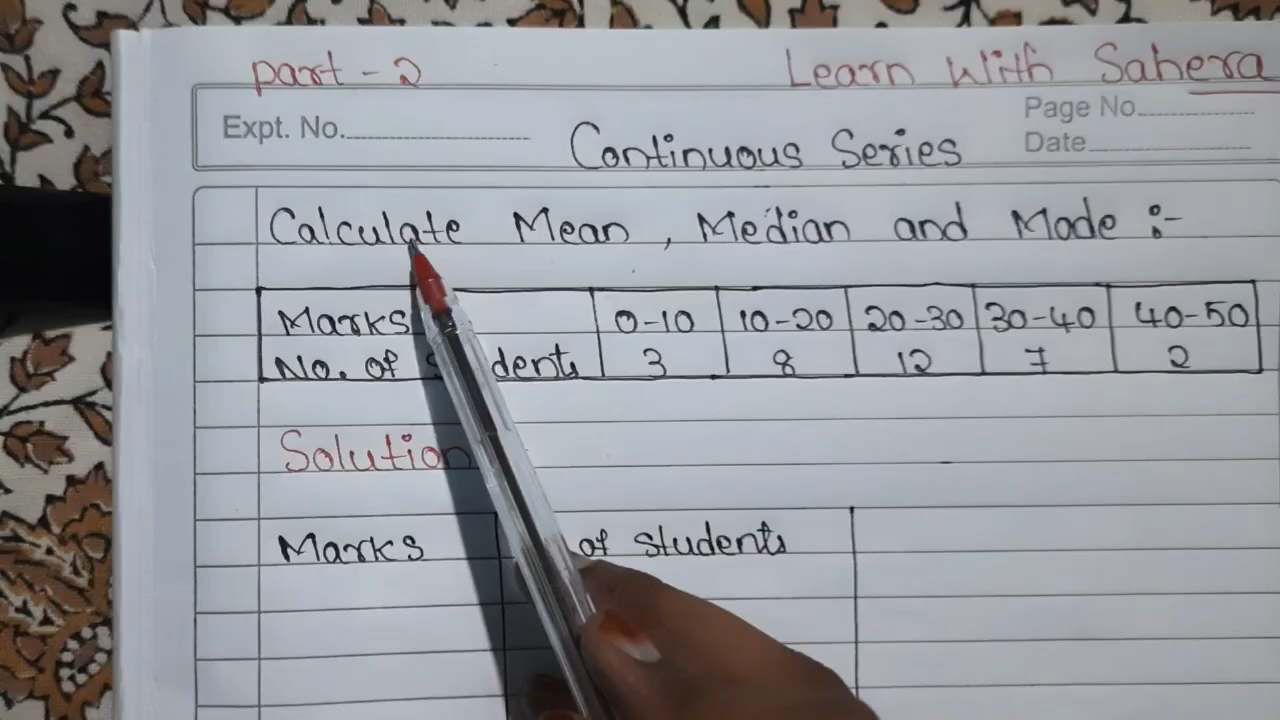 part - 2 Learn With Sahera
Expt. No. Page No.
Continuous Series
Date
Calculate Mean, Median and Mode :-
Marks 0-10 10-20 20-30 30-40 40-50
No. of dents 3 8 12 7 2
Solution
Marks of students